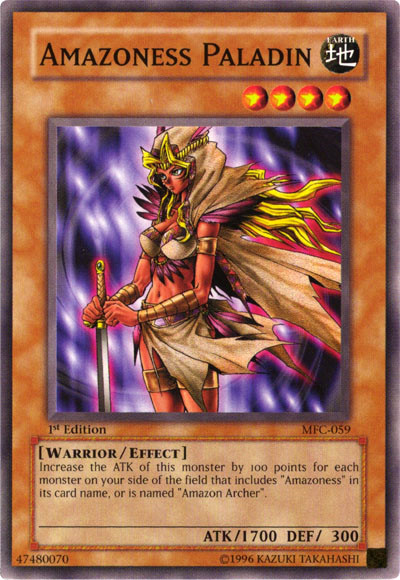 AMAZONESS PALADIN
EARTH
地
1st Edition
MFC-059
[WARRIOR/EFFECT]
Increase the ATK of this monster by 100 points for each
monster on your side of the field that includes "Amazoness" in
its card name, or is named "Amazon Archer".
ATK/1700 DEF/ 300
47480070
©1996 KAZUKI TAKAHASHI